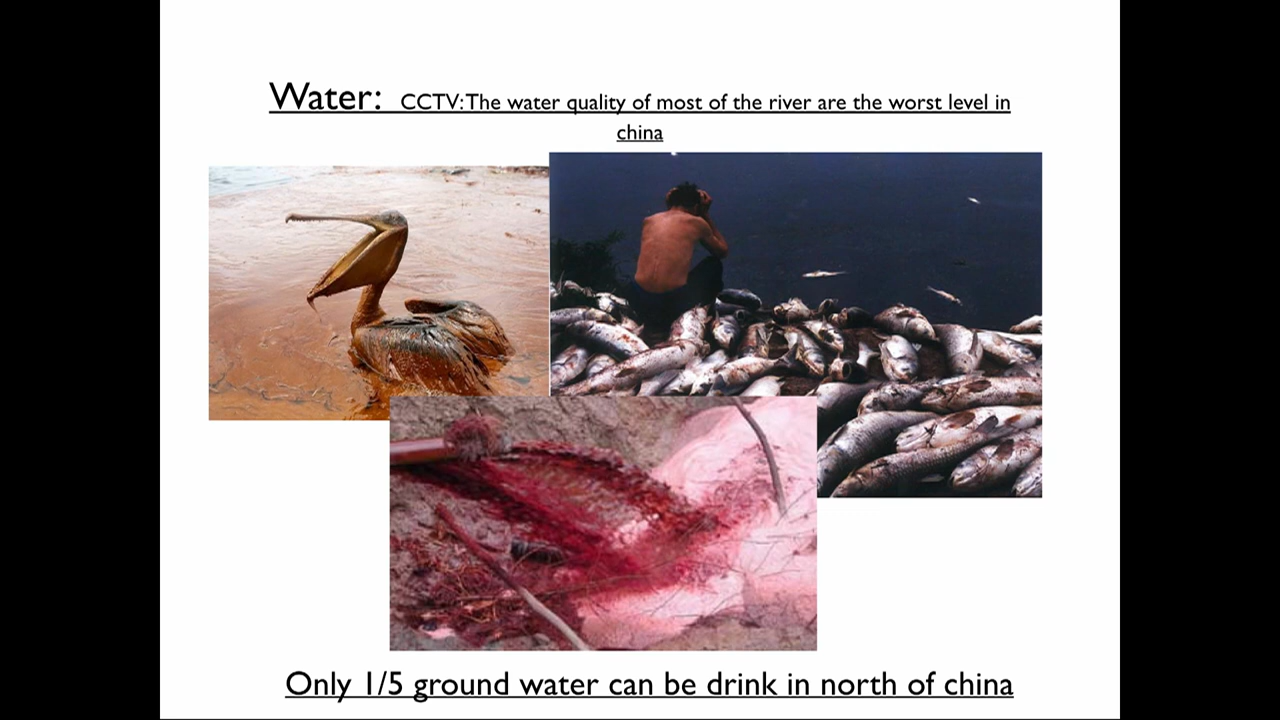 Water: CCTV: The water quality of most of the river are the worst level in
china
Only 1/5 ground water can be drink in north of china